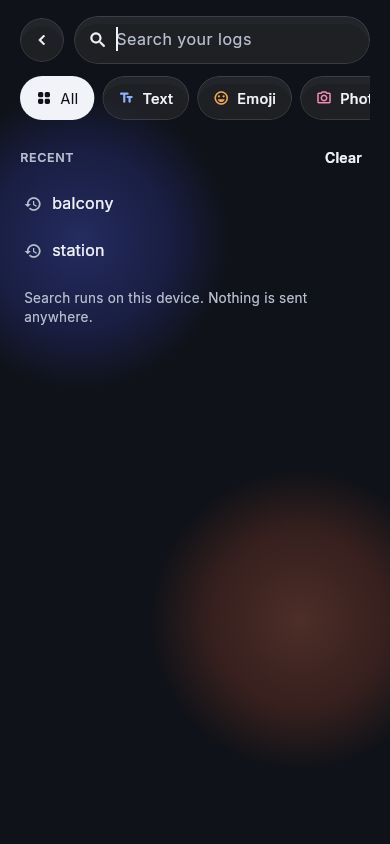 Search your logs
All
Text
Emoji
Phot
RECENT
Clear
balcony
station
Search runs on this device. Nothing is sent
anywhere.